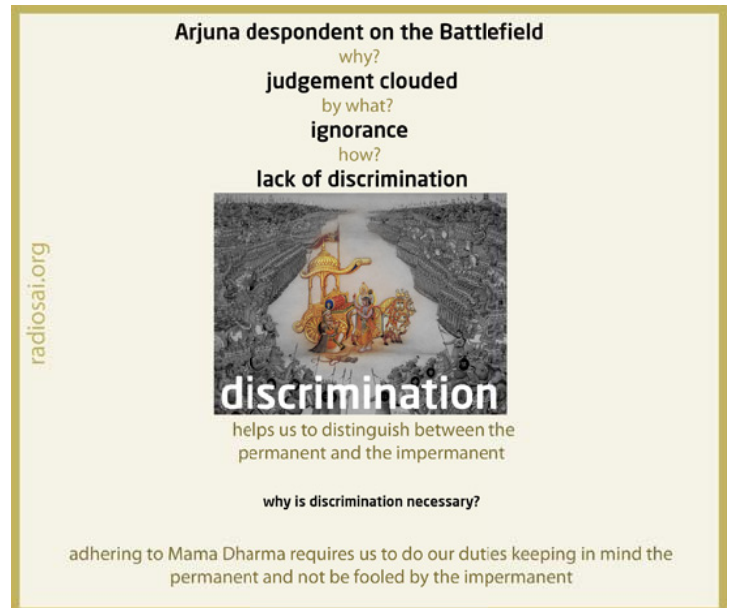 Arjuna despondent on the Battlefield
why?
judgement clouded
by what?
ignorance
how?
lack of discrimination
discrimination
helps us to distinguish between the
permanent and the impermanent
why is discrimination necessary?
adhering to Mama Dharma requires us to do our duties keeping in mind the
permanent and not be fooled by the impermanent
radiosai.org